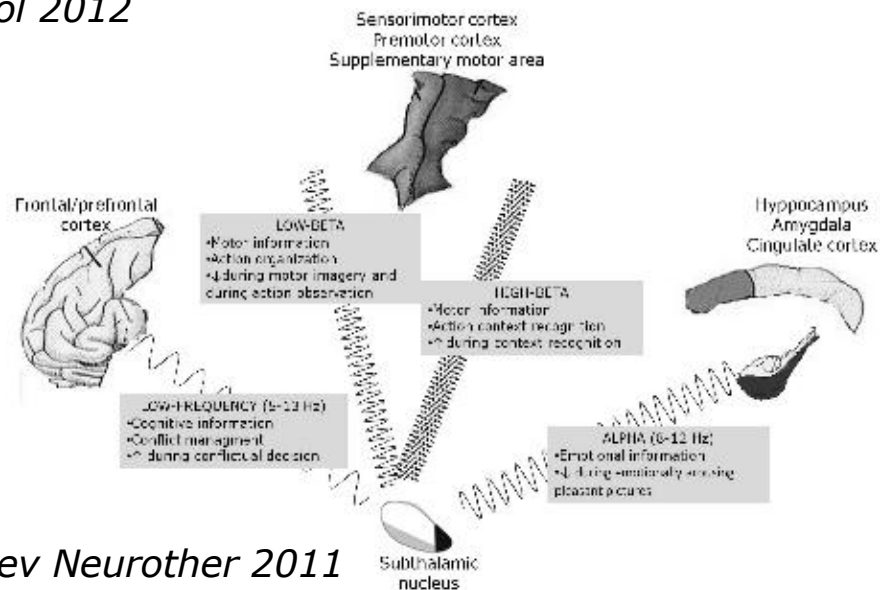 ol 2012
Sensorimotor cortex
Premotor cortex
Supplementary motor area
Frontal/prefrontal
cortex
Hyppocampus
Amygdala
Cingulate cortex
LOW-BETA
•Motor information
•Action organization
•↓during motor imagery and
during action observation
HIGH-BETA
•Motor information
•Action context recognition
•↑ during context recognition
LOW-FREQUENCY (5-13 Hz)
•Cognitive information
•Conflict managment
•↑ during conflictual decision
ALPHA (8-12 Hz)
•Emotional information
•↓ during emotionally arousing
pleasant pictures
Subthalamic
nucleus
ev Neurother 2011